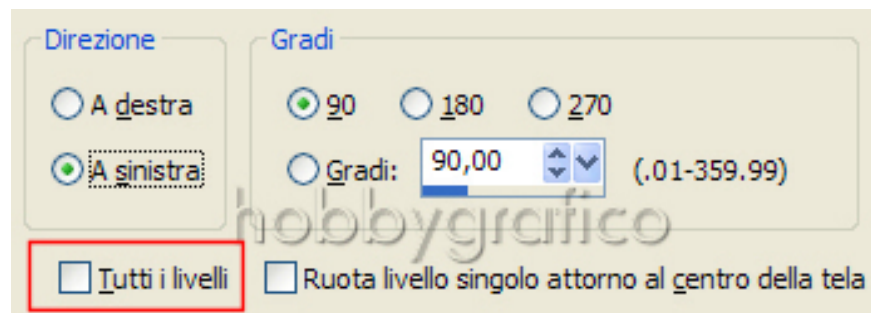 Direzione
Gradi
A destra
90
180
270
A sinistra
Gradi:
90,00
(.01-359.99)
hobbygrafico
Tutti i livelli
Ruota livello singolo attorno al centro della tela